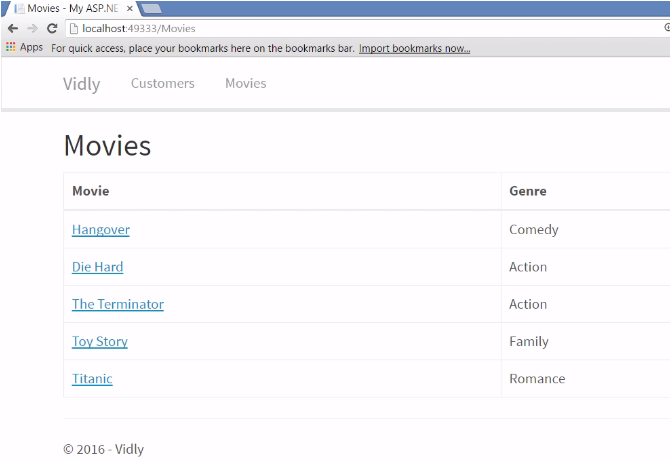 Movies - My ASP.NE
localhost:49333/Movies
Apps For quick access, place your bookmarks here on the bookmarks bar. Import bookmarks now...
Vidly Customers Movies
Movies
Movie Genre
Hangover Comedy
Die Hard Action
The Terminator Action
Toy Story Family
Titanic Romance
© 2016 - Vidly